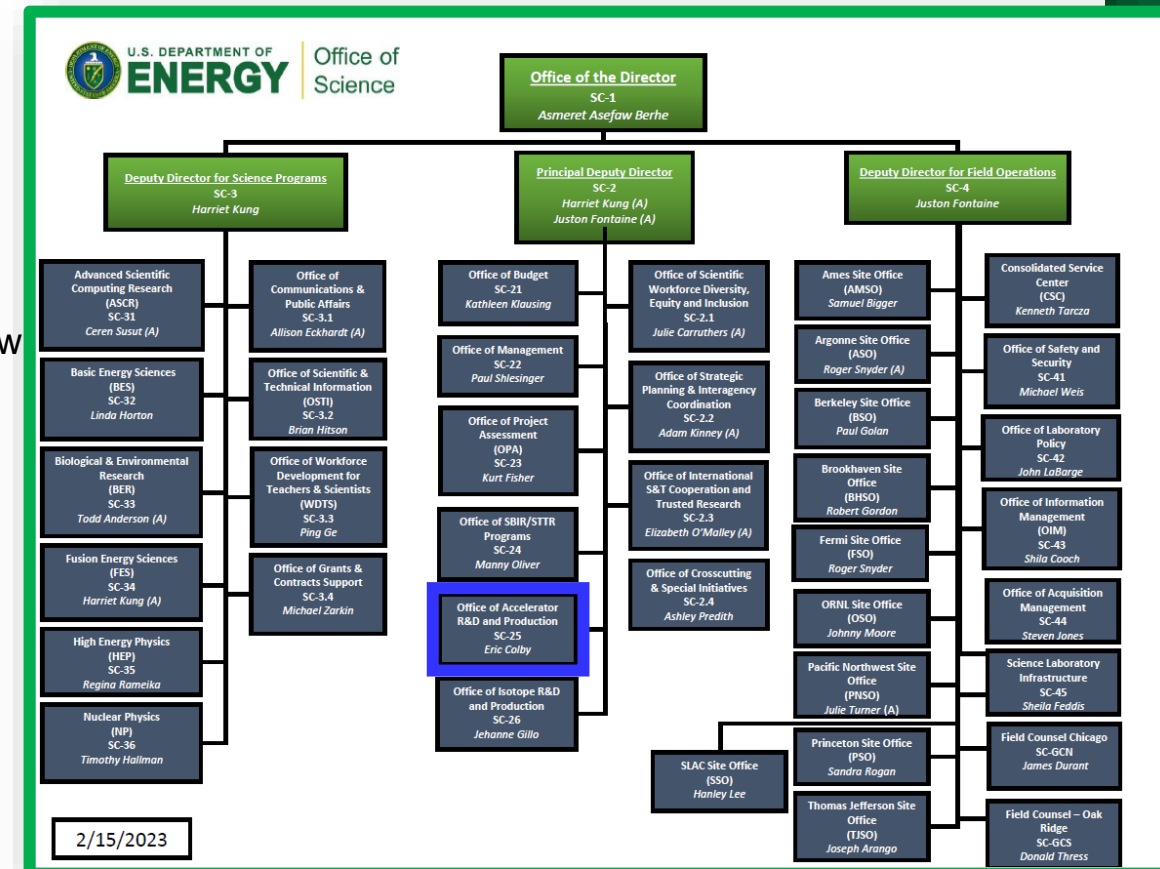 U.S. DEPARTMENT OF
ENERGY
Office of
Science
Office of the Director
SC-1
Asmeret Asefaw Berhe
Deputy Director for Science Programs
SC-3
Harriet Kung
Principal Deputy Director
SC-2
Harriet Kung (A)
Juston Fontaine (A)
Deputy Director for Field Operations
SC-4
Juston Fontaine
Advanced Scientific
Computing Research
(ASCR)
SC-31
Ceren Susut (A)
Basic Energy Sciences
(BES)
SC-32
Linda Horton
Biological & Environmental
Research
(BER)
SC-33
Todd Anderson (A)
Fusion Energy Sciences
(FES)
SC-34
Harriet Kung (A)
High Energy Physics
(HEP)
SC-35
Regina Rameika
Nuclear Physics
(NP)
SC-36
Timothy Hallman
Office of
Communications &
Public Affairs
SC-3.1
Allison Eckhardt (A)
Office of Scientific &
Technical Information
(OSTI)
SC-3.2
Brian Hitson
Office of Workforce
Development for
Teachers & Scientists
(WDTS)
SC-3.3
Ping Ge
Office of Grants &
Contracts Support
SC-3.4
Michael Zarkin
Office of Budget
SC-21
Kathleen Klausing
Office of Management
SC-22
Paul Shlesinger
Office of Project
Assessment
(OPA)
SC-23
Kurt Fisher
Office of SBIR/STTR
Programs
SC-24
Manny Oliver
Office of Accelerator
R&D and Production
SC-25
Eric Colby
Office of Isotope R&D
and Production
SC-26
Jehanne Gillo
Office of Scientific
Workforce Diversity,
Equity and Inclusion
SC-2.1
Julie Carruthers (A)
Office of Strategic
Planning & Interagency
Coordination
SC-2.2
Adam Kinney (A)
Office of International
S&T Cooperation and
Trusted Research
SC-2.3
Elizabeth O'Malley (A)
Office of Crosscutting
& Special Initiatives
SC-2.4
Ashley Predith
Ames Site Office
(AMSO)
Samuel Bigger
Argonne Site Office
(ASO)
Roger Snyder (A)
Berkeley Site Office
(BSO)
Paul Golan
Brookhaven Site
Office
(BHSO)
Robert Gordon
Fermi Site Office
(FSO)
Roger Snyder
ORNL Site Office
(OSO)
Johnny Moore
Pacific Northwest Site
Office
(PNSO)
Julie Turner (A)
SLAC Site Office
(SSO)
Hanley Lee
Princeton Site Office
(PSO)
Sandra Rogan
Thomas Jefferson Site
Office
(TJSO)
Joseph Arango
Consolidated Service
Center
(CSC)
Kenneth Tarcza
Office of Safety and
Security
SC-41
Michael Weis
Office of Laboratory
Policy
SC-42
John LaBarge
Office of Information
Management
(OIM)
SC-43
Shila Cooch
Office of Acquisition
Management
SC-44
Steven Jones
Science Laboratory
Infrastructure
SC-45
Sheila Feddis
Field Counsel Chicago
SC-GCN
James Durant
Field Counsel – Oak
Ridge
SC-GCS
Donald Thress
2/15/2023